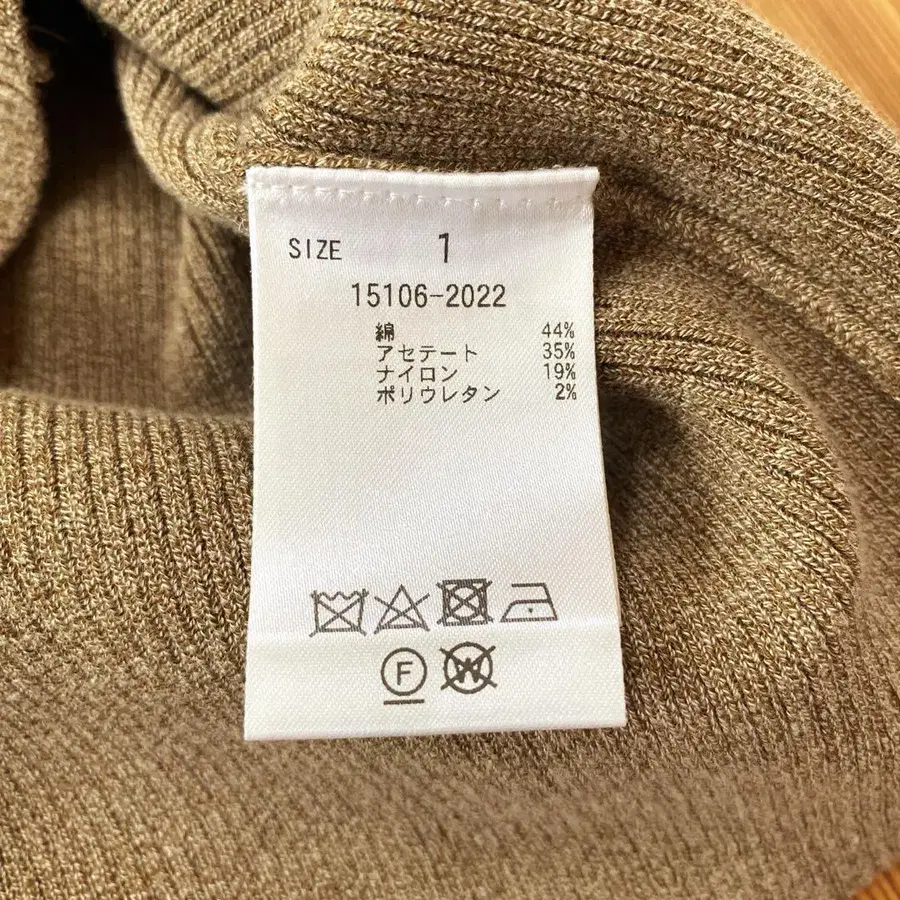 SIZE 1
15106-2022
綿 44%
アセテート 35%
ナイロン 19%
ポリウレタン 2%
F W